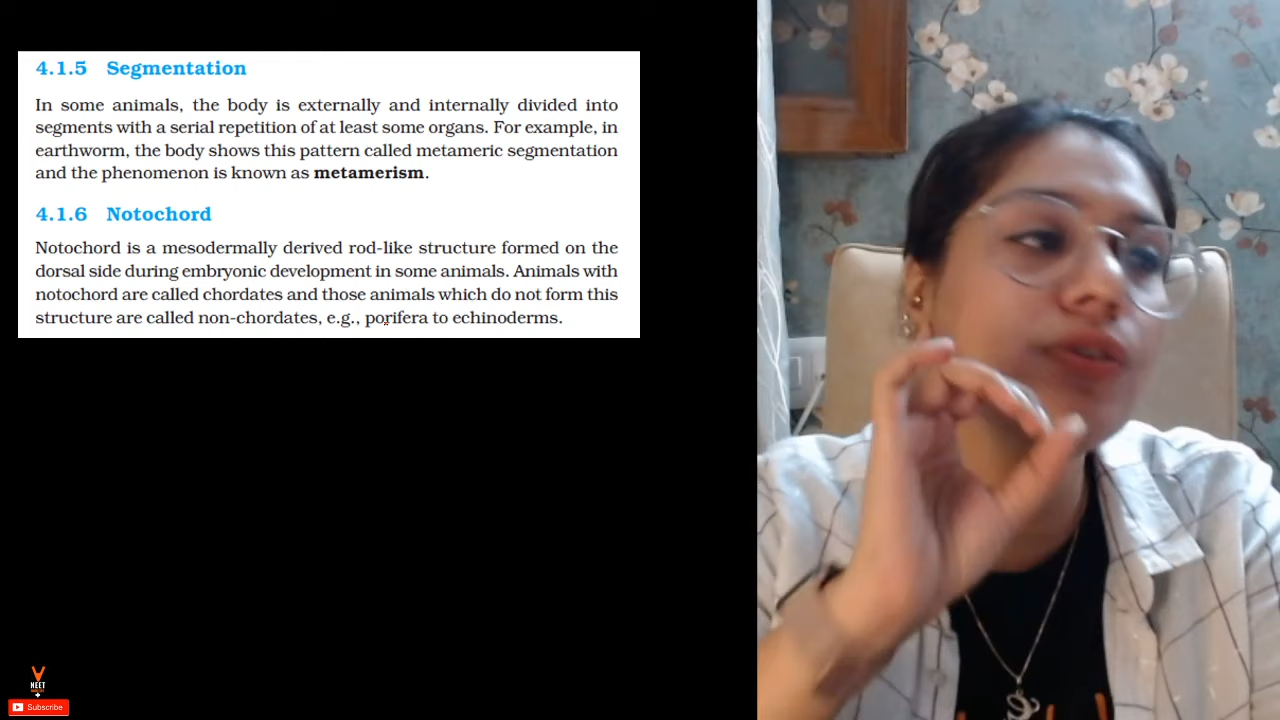 4.1.5 Segmentation
In some animals, the body is externally and internally divided into
segments with a serial repetition of at least some organs. For example, in
earthworm, the body shows this pattern called metameric segmentation
and the phenomenon is known as metamerism.
4.1.6 Notochord
Notochord is a mesodermally derived rod-like structure formed on the
dorsal side during embryonic development in some animals. Animals with
notochord are called chordates and those animals which do not form this
structure are called non-chordates, e.g., porifera to echinoderms.
V
NEET
Subscribe